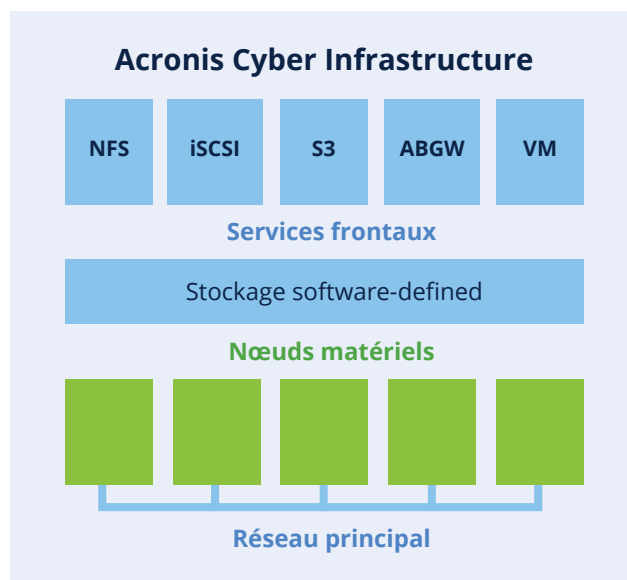 Acronis Cyber Infrastructure
NFS
iSCSI
S3
ABGW
VM
Services frontaux
Stockage software-defined
Nœuds matériels
Réseau principal